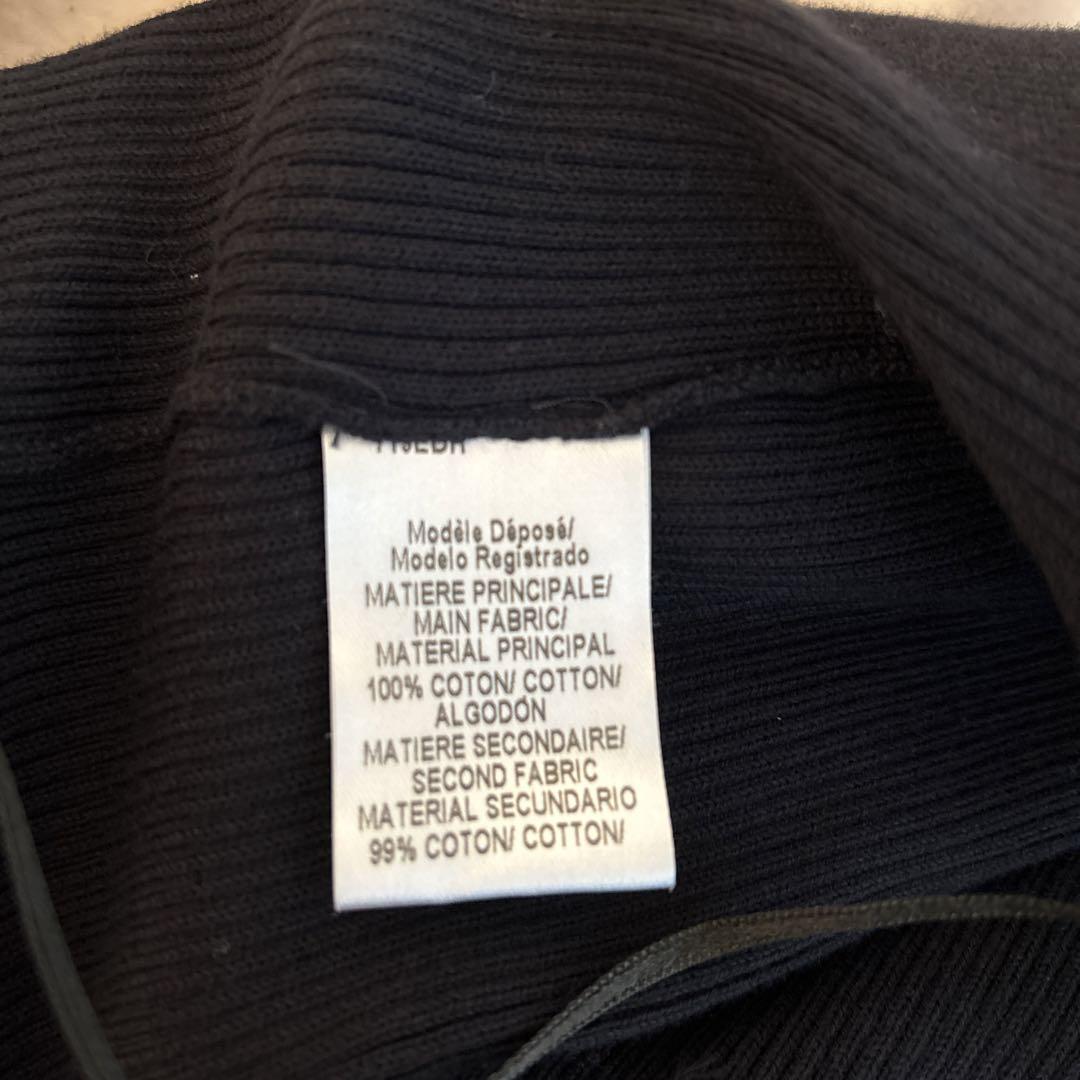 Modèle Déposé/
Modelo Registrado
MATIERE PRINCIPALE/
MAIN FABRIC/
MATERIAL PRINCIPAL
100% COTON/ COTTON/
ALGODÓN
MATIERE SECONDAIRE/
SECOND FABRIC
MATERIAL SECUNDARIO
99% COTON/ COTTON/